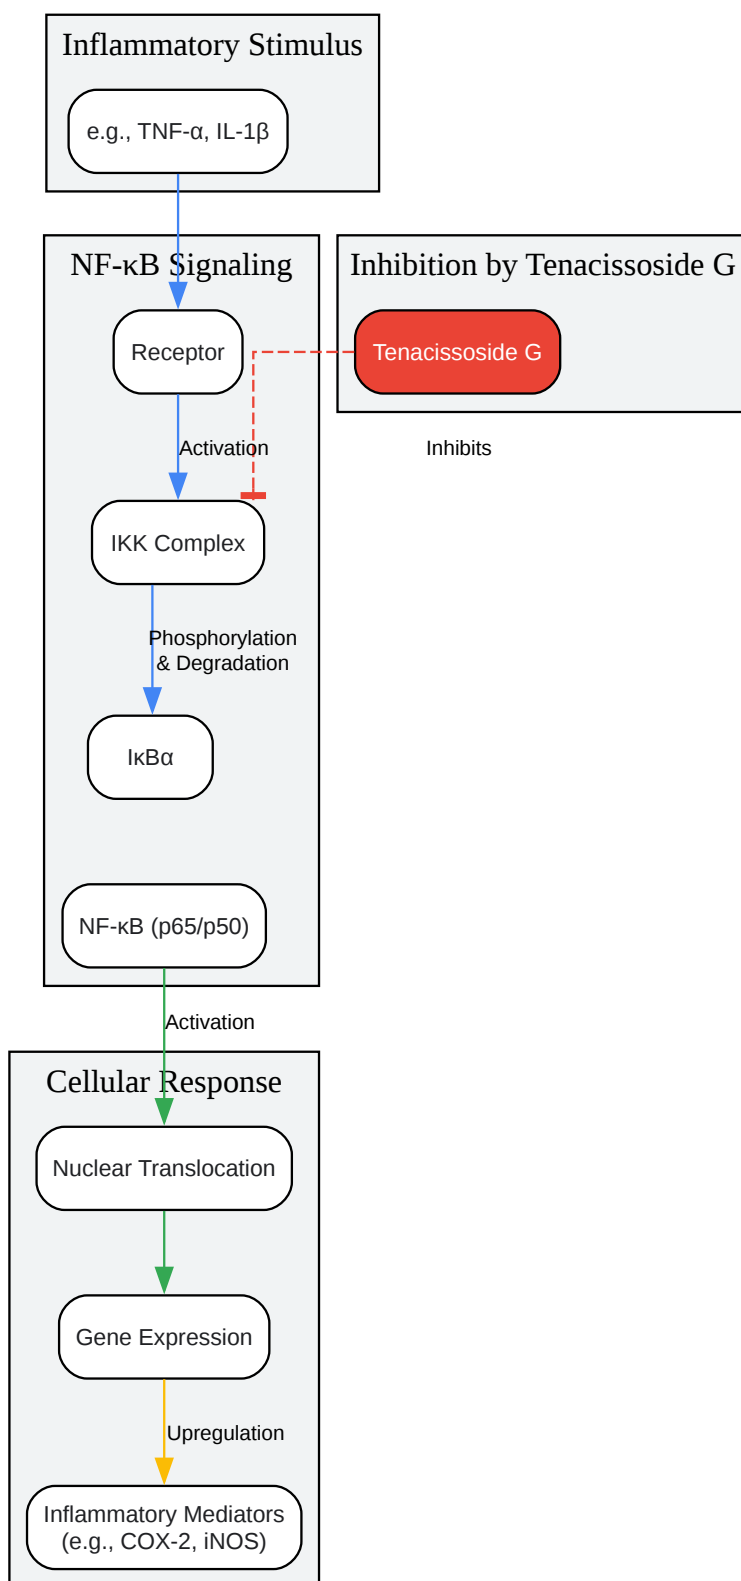 Inflammatory Stimulus
e.g., TNF-α, IL-1β
NF-κB Signaling
Inhibition by Tenacissoside G
Receptor
Tenacissoside G
Activation
Inhibits
IKK Complex
Phosphorylation
& Degradation
IκBα
NF-κB (p65/p50)
Activation
Cellular Response
Nuclear Translocation
Gene Expression
Upregulation
Inflammatory Mediators
(e.g., COX-2, iNOS)